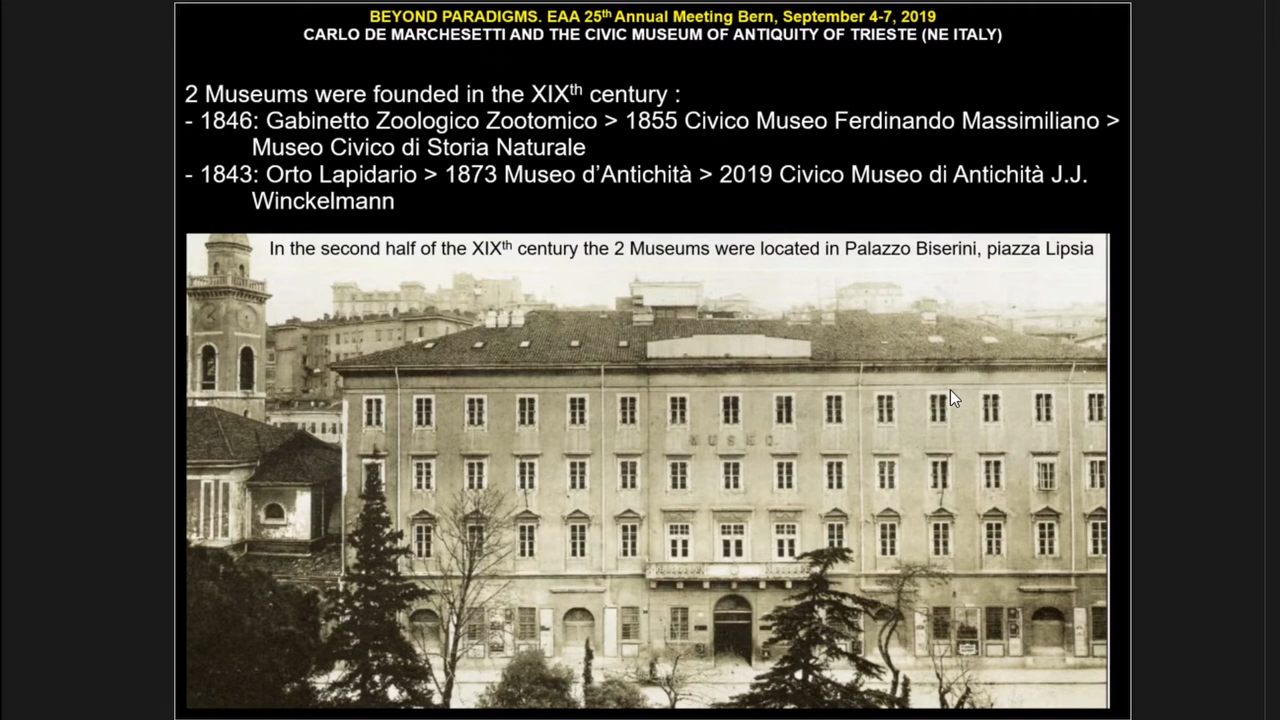 BEYOND PARADIGMS. EAA 25th Annual Meeting Bern, September 4-7, 2019
CARLO DE MARCHESETTI AND THE CIVIC MUSEUM OF ANTIQUITY OF TRIESTE (NE ITALY)
2 Museums were founded in the XIXth century :
- 1846: Gabinetto Zoologico Zootomico > 1855 Civico Museo Ferdinando Massimiliano >
Museo Civico di Storia Naturale
- 1843: Orto Lapidario > 1873 Museo d’Antichità > 2019 Civico Museo di Antichità J.J.
Winckelmann
In the second half of the XIXth century the 2 Museums were located in Palazzo Biserini, piazza Lipsia
MUSEO